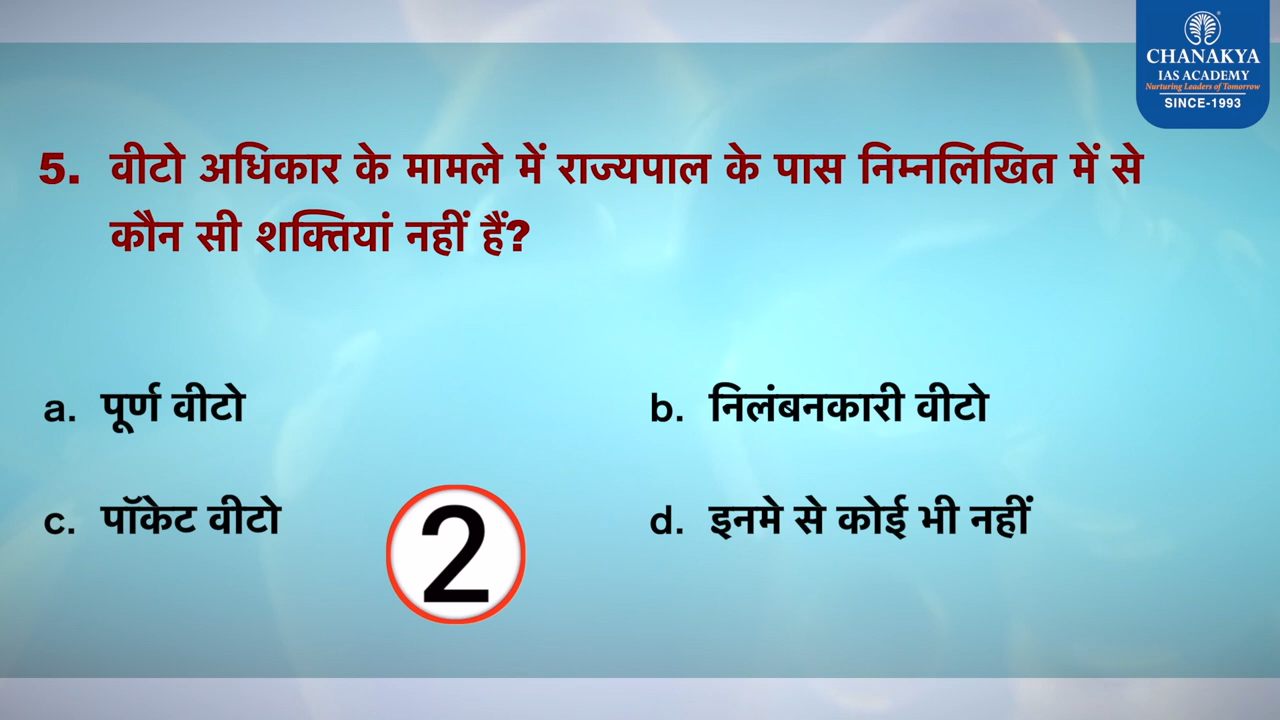 CHANAKYA
IAS ACADEMY
Nurturing Leaders of Tomorrow
SINCE-1993
5. वीटो अधिकार के मामले में राज्यपाल के पास निम्नलिखित में से
कौन सी शक्तियां नहीं हैं?
a. पूर्ण वीटो
b. निलंबनकारी वीटो
c. पॉकेट वीटो
d. इनमे से कोई भी नहीं
2